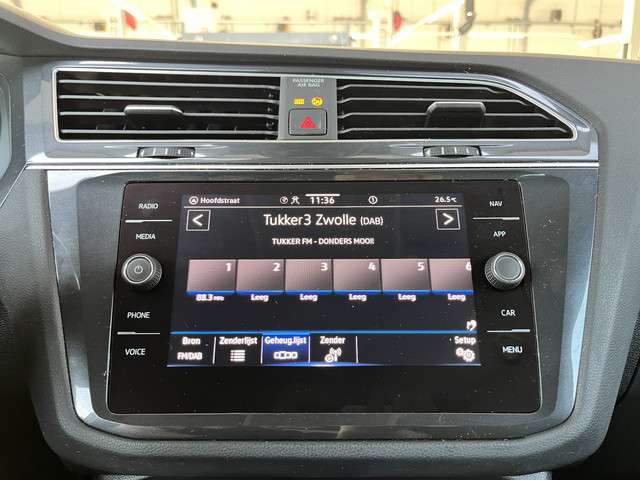 PASSENGER
AIR BAG
RADIO
MEDIA
PHONE
VOICE
Hoofdstraat
11:36
26.5°C
Tukker3 Zwolle (DAB)
TUKKER FM - DONDERS MOOI!
1 2 3 4 5 6
88.3 Leeg Leeg Leeg Leeg Leeg
Bron Zenderlijst Geheug.lijst Zender Setup
FM/DAB
NAV
APP
CAR
MENU